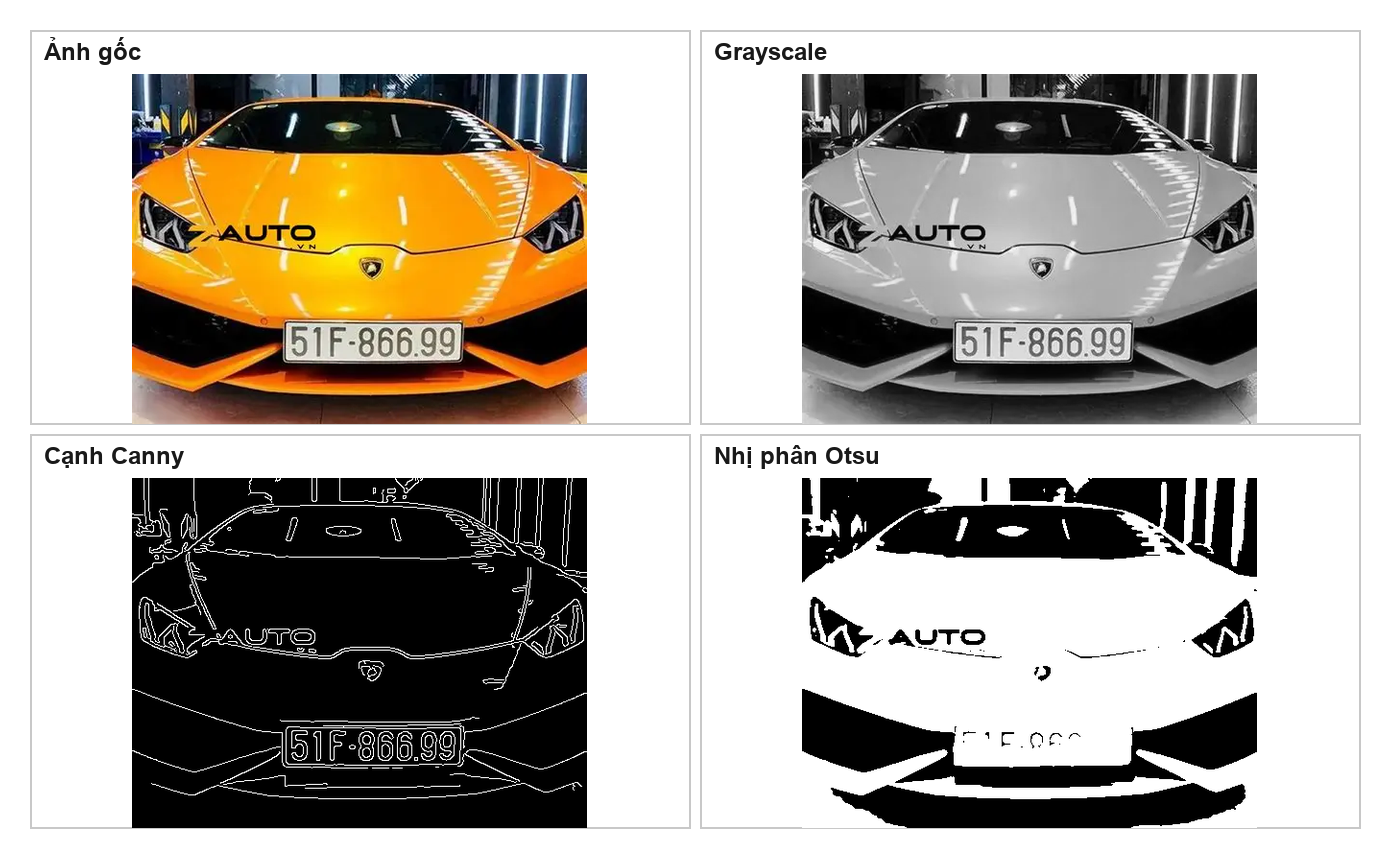 Ảnh gốc
AUTO
.VN
51F-866.99
Grayscale
AUTO
.VN
51F-866.99
Cạnh Canny
AUTO
51F-866.99
Nhị phân Otsu
AUTO